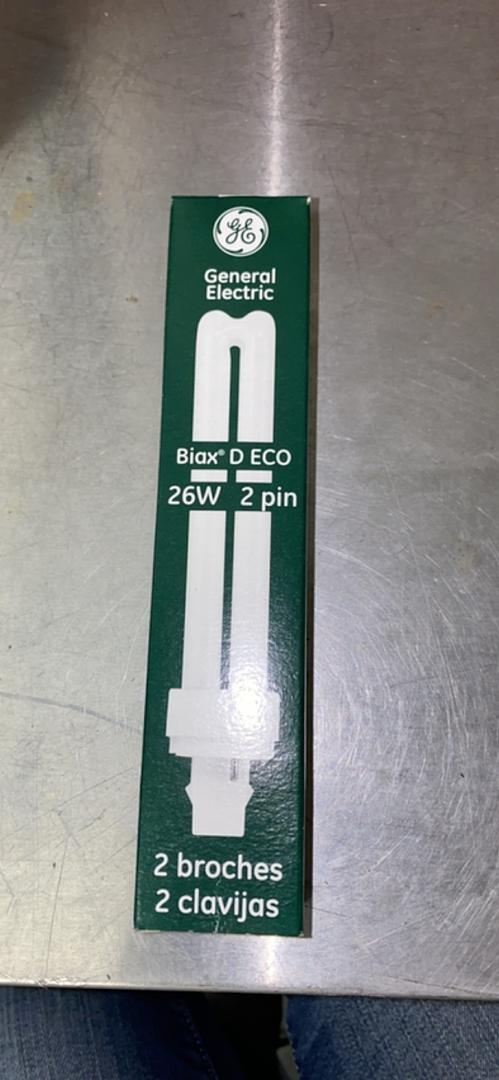 GE
General
Electric
Biax® D ECO
26W 2 pin
2 broches
2 clavijas